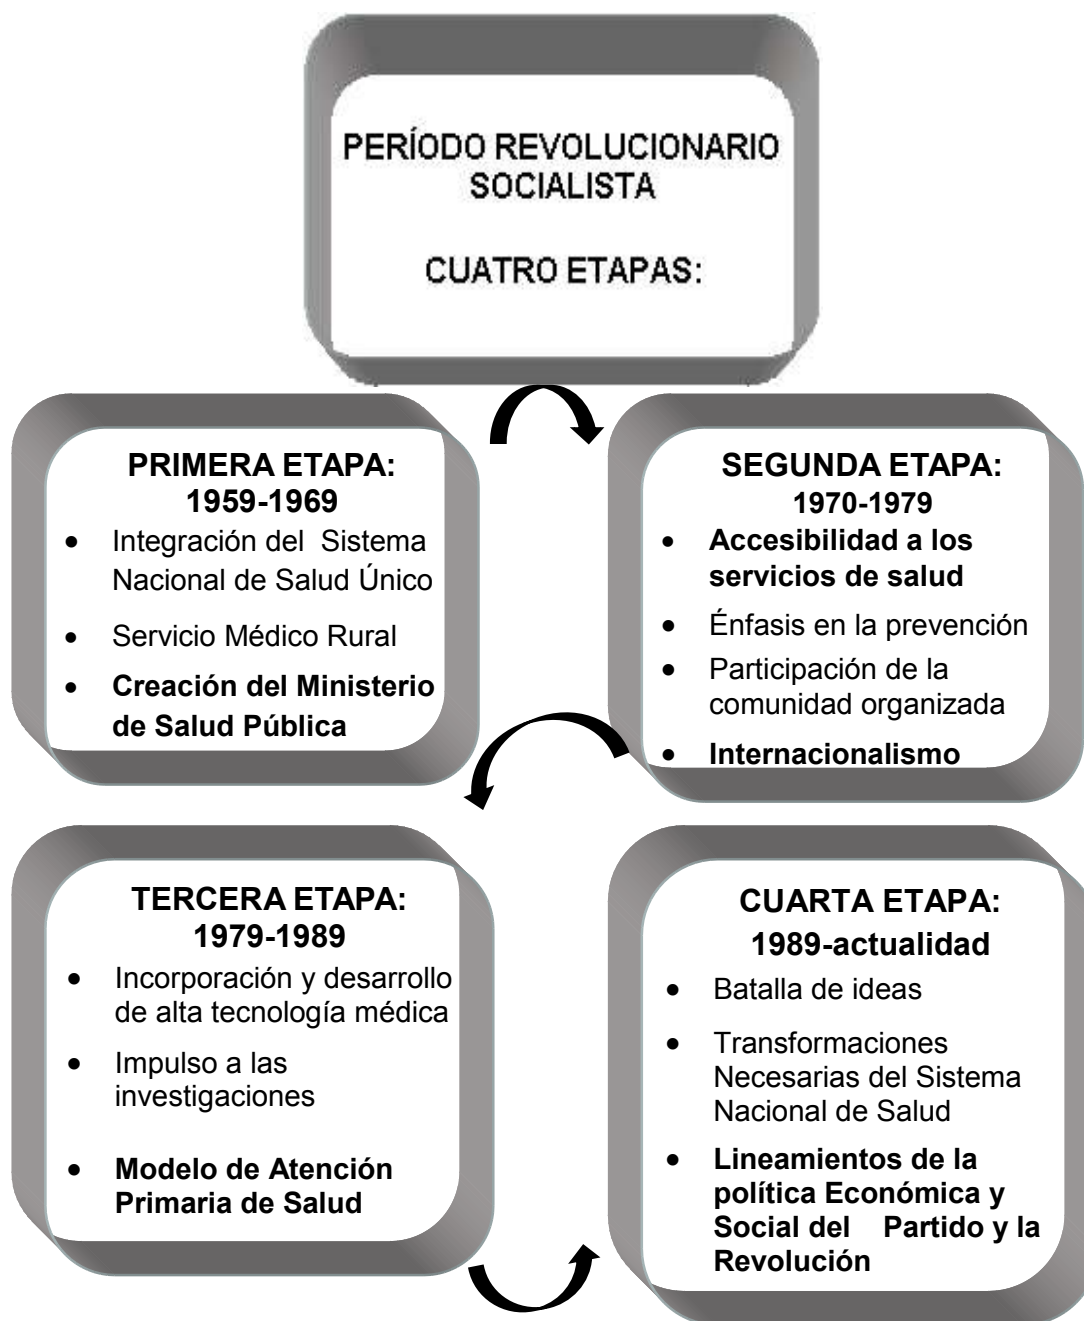 PERÍODO REVOLUCIONARIO
SOCIALISTA
CUATRO ETAPAS:
PRIMERA ETAPA:
1959-1969
• Integración del Sistema
Nacional de Salud Único
• Servicio Médico Rural
• Creación del Ministerio
de Salud Pública
SEGUNDA ETAPA:
1970-1979
• Accesibilidad a los
servicios de salud
• Énfasis en la prevención
• Participación de la
comunidad organizada
• Internacionalismo
TERCERA ETAPA:
1979-1989
• Incorporación y desarrollo
de alta tecnología médica
• Impulso a las
investigaciones
• Modelo de Atención
Primaria de Salud
CUARTA ETAPA:
1989-actualidad
• Batalla de ideas
• Transformaciones
Necesarias del Sistema
Nacional de Salud
• Lineamientos de la
política Económica y
Social del Partido y la
Revolución